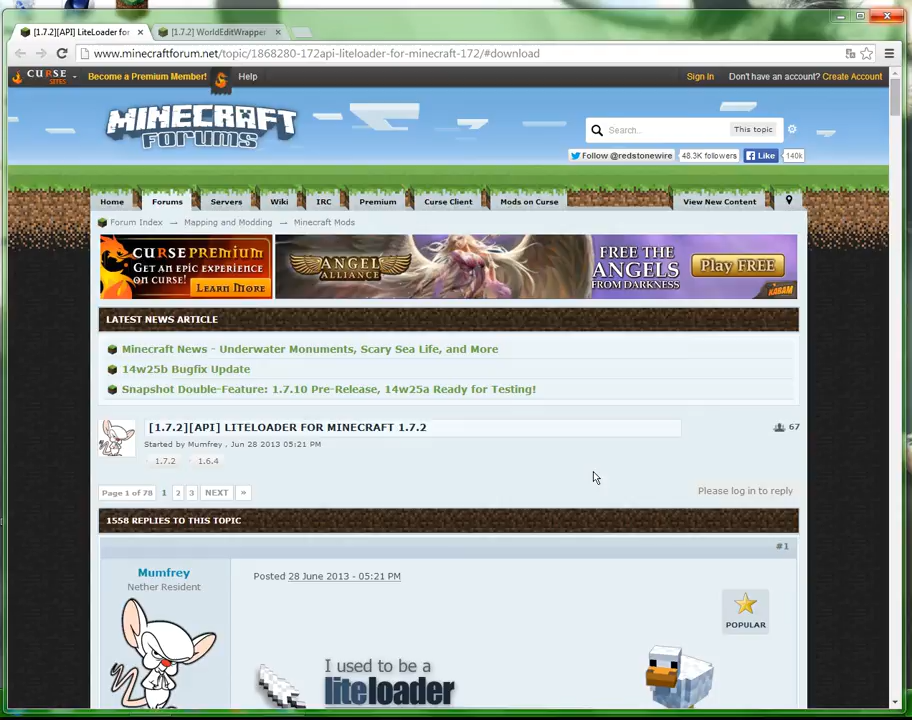 [1.7.2][API] LiteLoader for
[1.7.2] WorldEditWrapper
www.minecraftforum.net/topic/1868280-172api-liteloader-for-minecraft-172/#download
CURSE SITES
Become a Premium Member!
Help
Sign In
Don't have an account? Create Account
MINECRAFT
FORUMS
Search...
This topic
Follow @redstonewire
48.3K followers
Like
140k
Home
Forums
Servers
Wiki
IRC
Premium
Curse Client
Mods on Curse
View New Content
Forum Index → Mapping and Modding → Minecraft Mods
CURSE PREMIUM
GET AN EPIC EXPERIENCE
ON CURSE!
LEARN MORE
ANGEL
ALLIANCE
FREE THE
ANGELS
FROM DARKNESS
Play FREE
KABAM
LATEST NEWS ARTICLE
Minecraft News - Underwater Monuments, Scary Sea Life, and More
14w25b Bugfix Update
Snapshot Double-Feature: 1.7.10 Pre-Release, 14w25a Ready for Testing!
[1.7.2][API] LITELOADER FOR MINECRAFT 1.7.2
67
Started by Mumfrey , Jun 28 2013 05:21 PM
1.7.2
1.6.4
Page 1 of 78
1
2
3
NEXT
»
Please log in to reply
1558 REPLIES TO THIS TOPIC
#1
Mumfrey
Nether Resident
Posted 28 June 2013 - 05:21 PM
POPULAR
I used to be a
liteloader